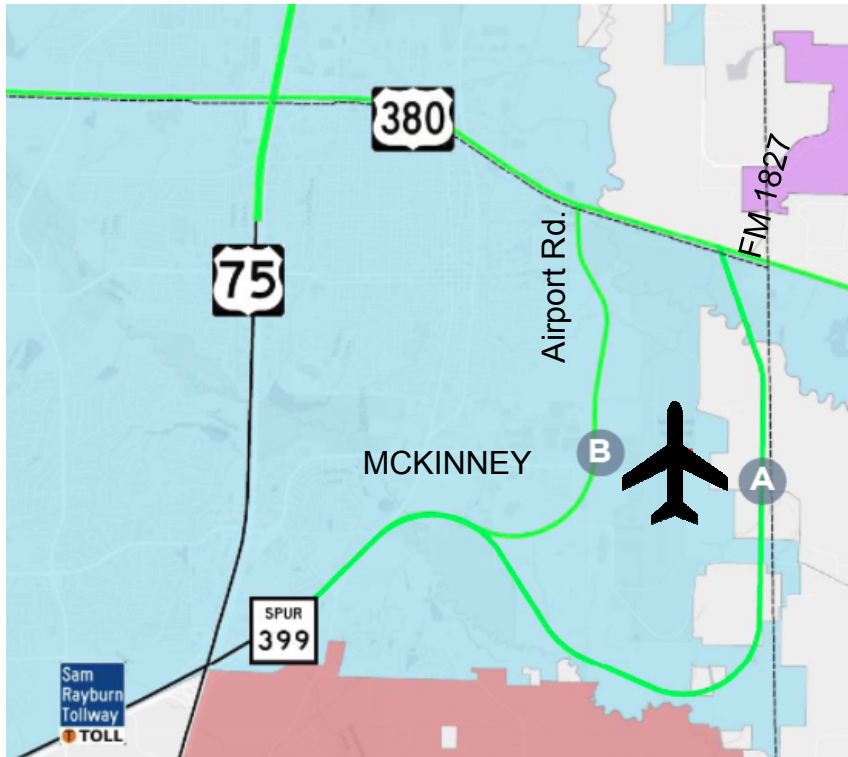 380
FM 1827
Airport Rd.
75
B
A
MCKINNEY
SPUR
399
Sam
Rayburn
Tollway
T TOLL